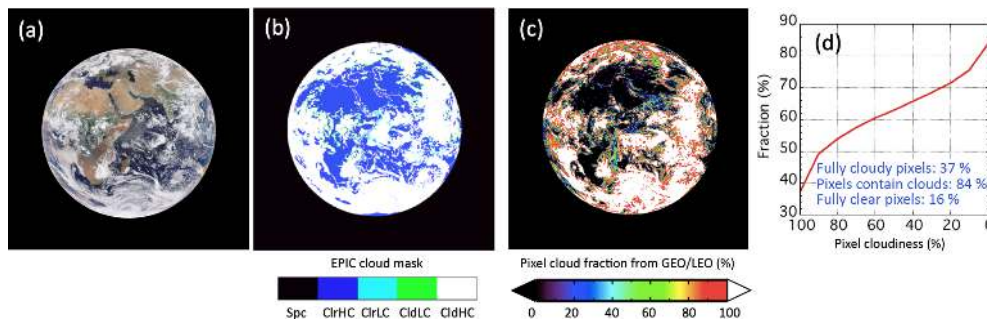 (a)
(b)
(c)
(d)
90
80
70
60
50
40
30
Fraction (%)
Fully cloudy pixels: 37 %
Pixels contain clouds: 84 %
Fully clear pixels: 16 %
100 80 60 40 20 0
Pixel cloudiness (%)
EPIC cloud mask
Spc ClrHC ClrLC CldLC CldHC
Pixel cloud fraction from GEO/LEO (%)
0 20 40 60 80 100